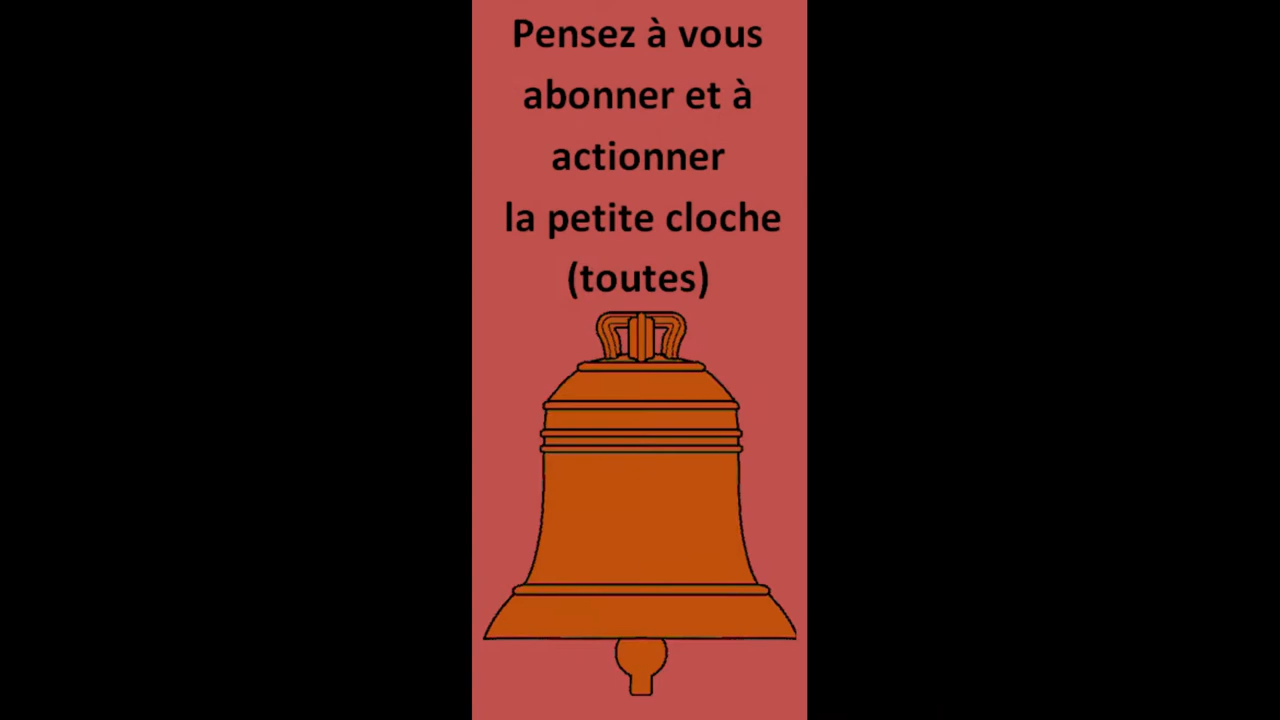 Pensez à vous
abonner et à
actionner
la petite cloche
(toutes)